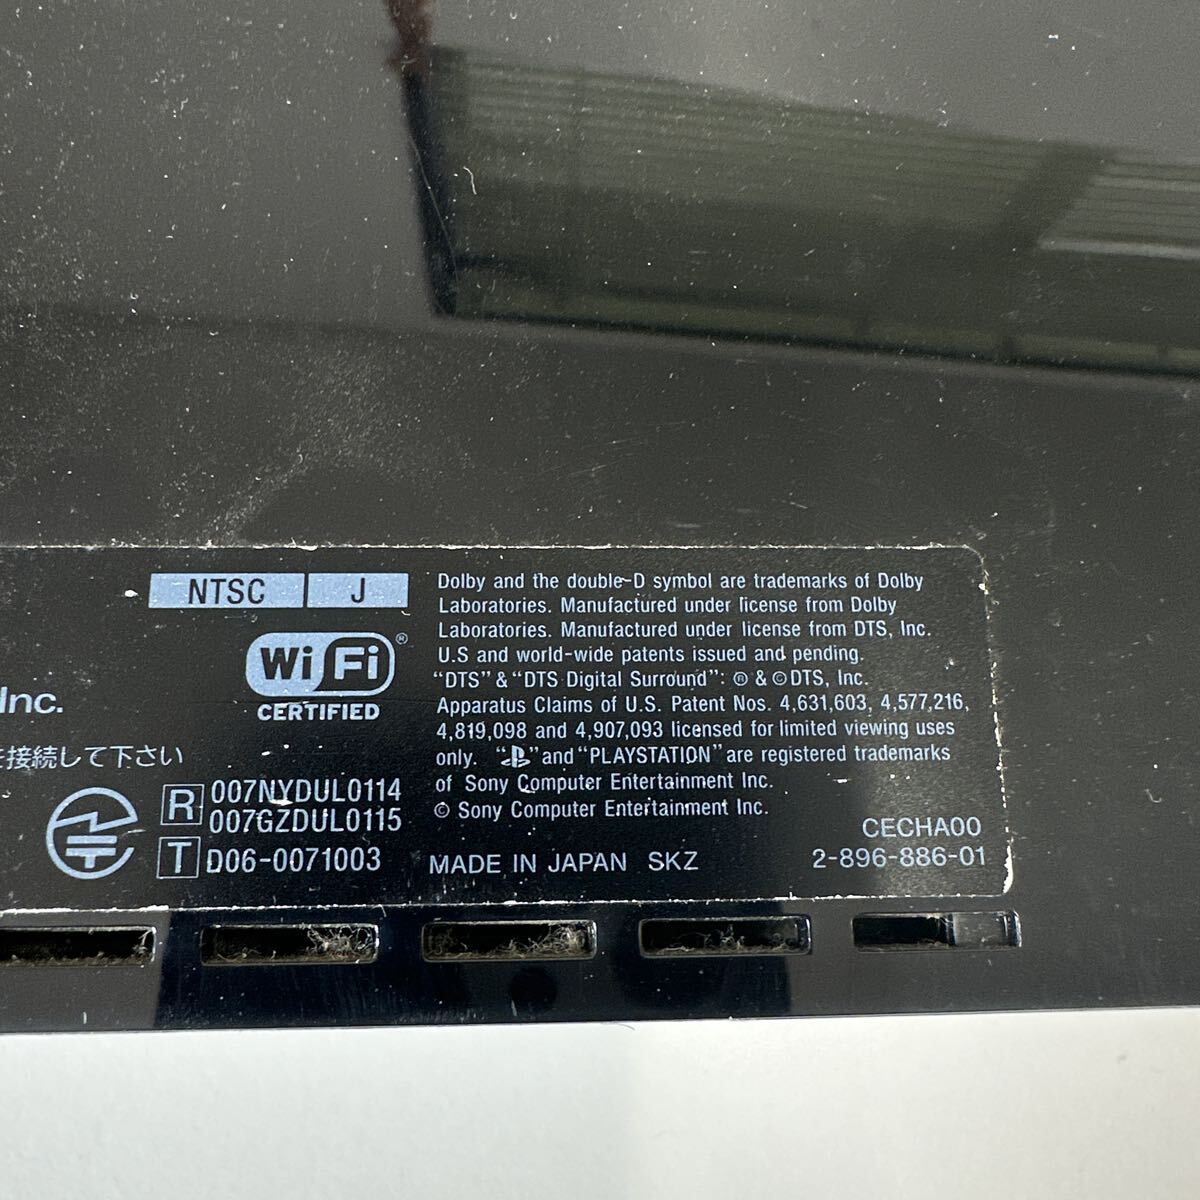 NTSC J
Wi Fi ®
CERTIFIED
Inc.
を接続して下さい
R 007NYDUL0114
007GZDUL0115
T D06-0071003
Dolby and the double-D symbol are trademarks of Dolby
Laboratories. Manufactured under license from Dolby
Laboratories. Manufactured under license from DTS, Inc.
U.S and world-wide patents issued and pending.
“DTS” & “DTS Digital Surround”: ® & © DTS, Inc.
Apparatus Claims of U.S. Patent Nos. 4,631,603, 4,577,216,
4,819,098 and 4,907,093 licensed for limited viewing uses
only. “PS” and “PLAYSTATION” are registered trademarks
of Sony Computer Entertainment Inc.
© Sony Computer Entertainment Inc.
CECHA00
MADE IN JAPAN SKZ 2-896-886-01